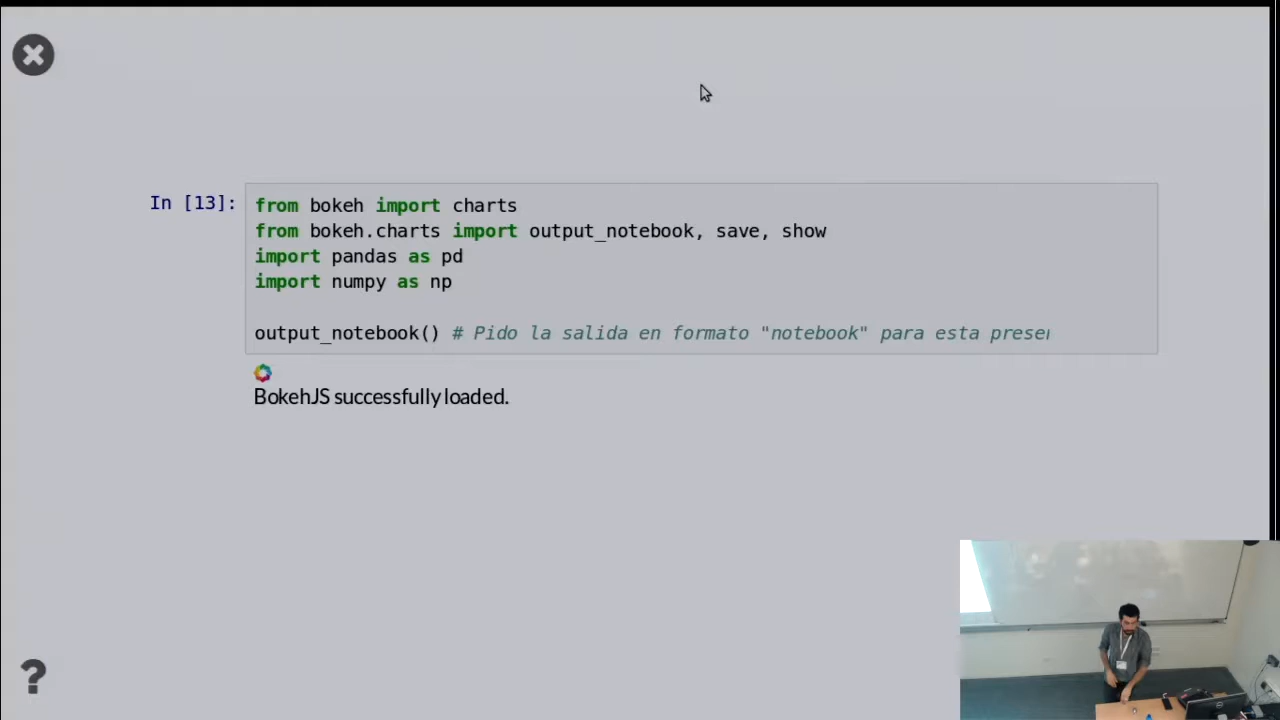 In [13]:
from bokeh import charts
from bokeh.charts import output_notebook, save, show
import pandas as pd
import numpy as np
output_notebook() # Pido la salida en formato "notebook" para esta
BokehJS successfully loaded.
?